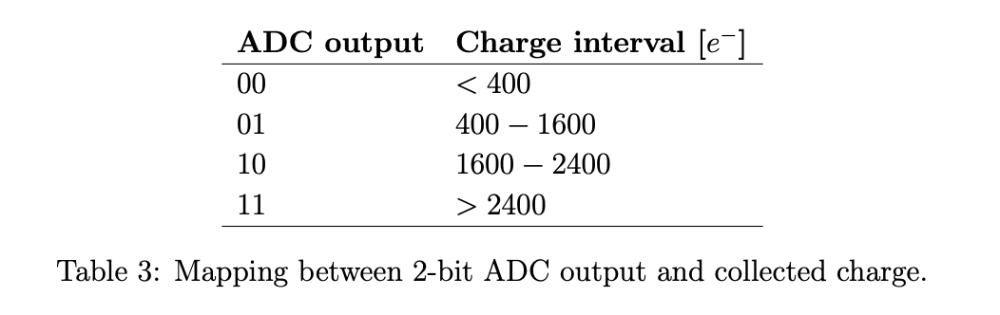 ADC output Charge interval [e⁻]
00 < 400
01 400 – 1600
10 1600 – 2400
11 > 2400
Table 3: Mapping between 2-bit ADC output and collected charge.